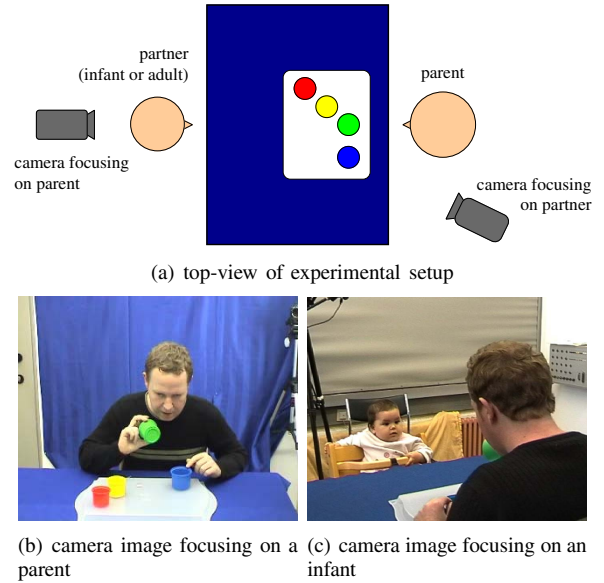 partner
(infant or adult)
parent
camera focusing
on parent
camera focusing
on partner
(a) top-view of experimental setup
(b) camera image focusing on a
parent
(c) camera image focusing on an
infant